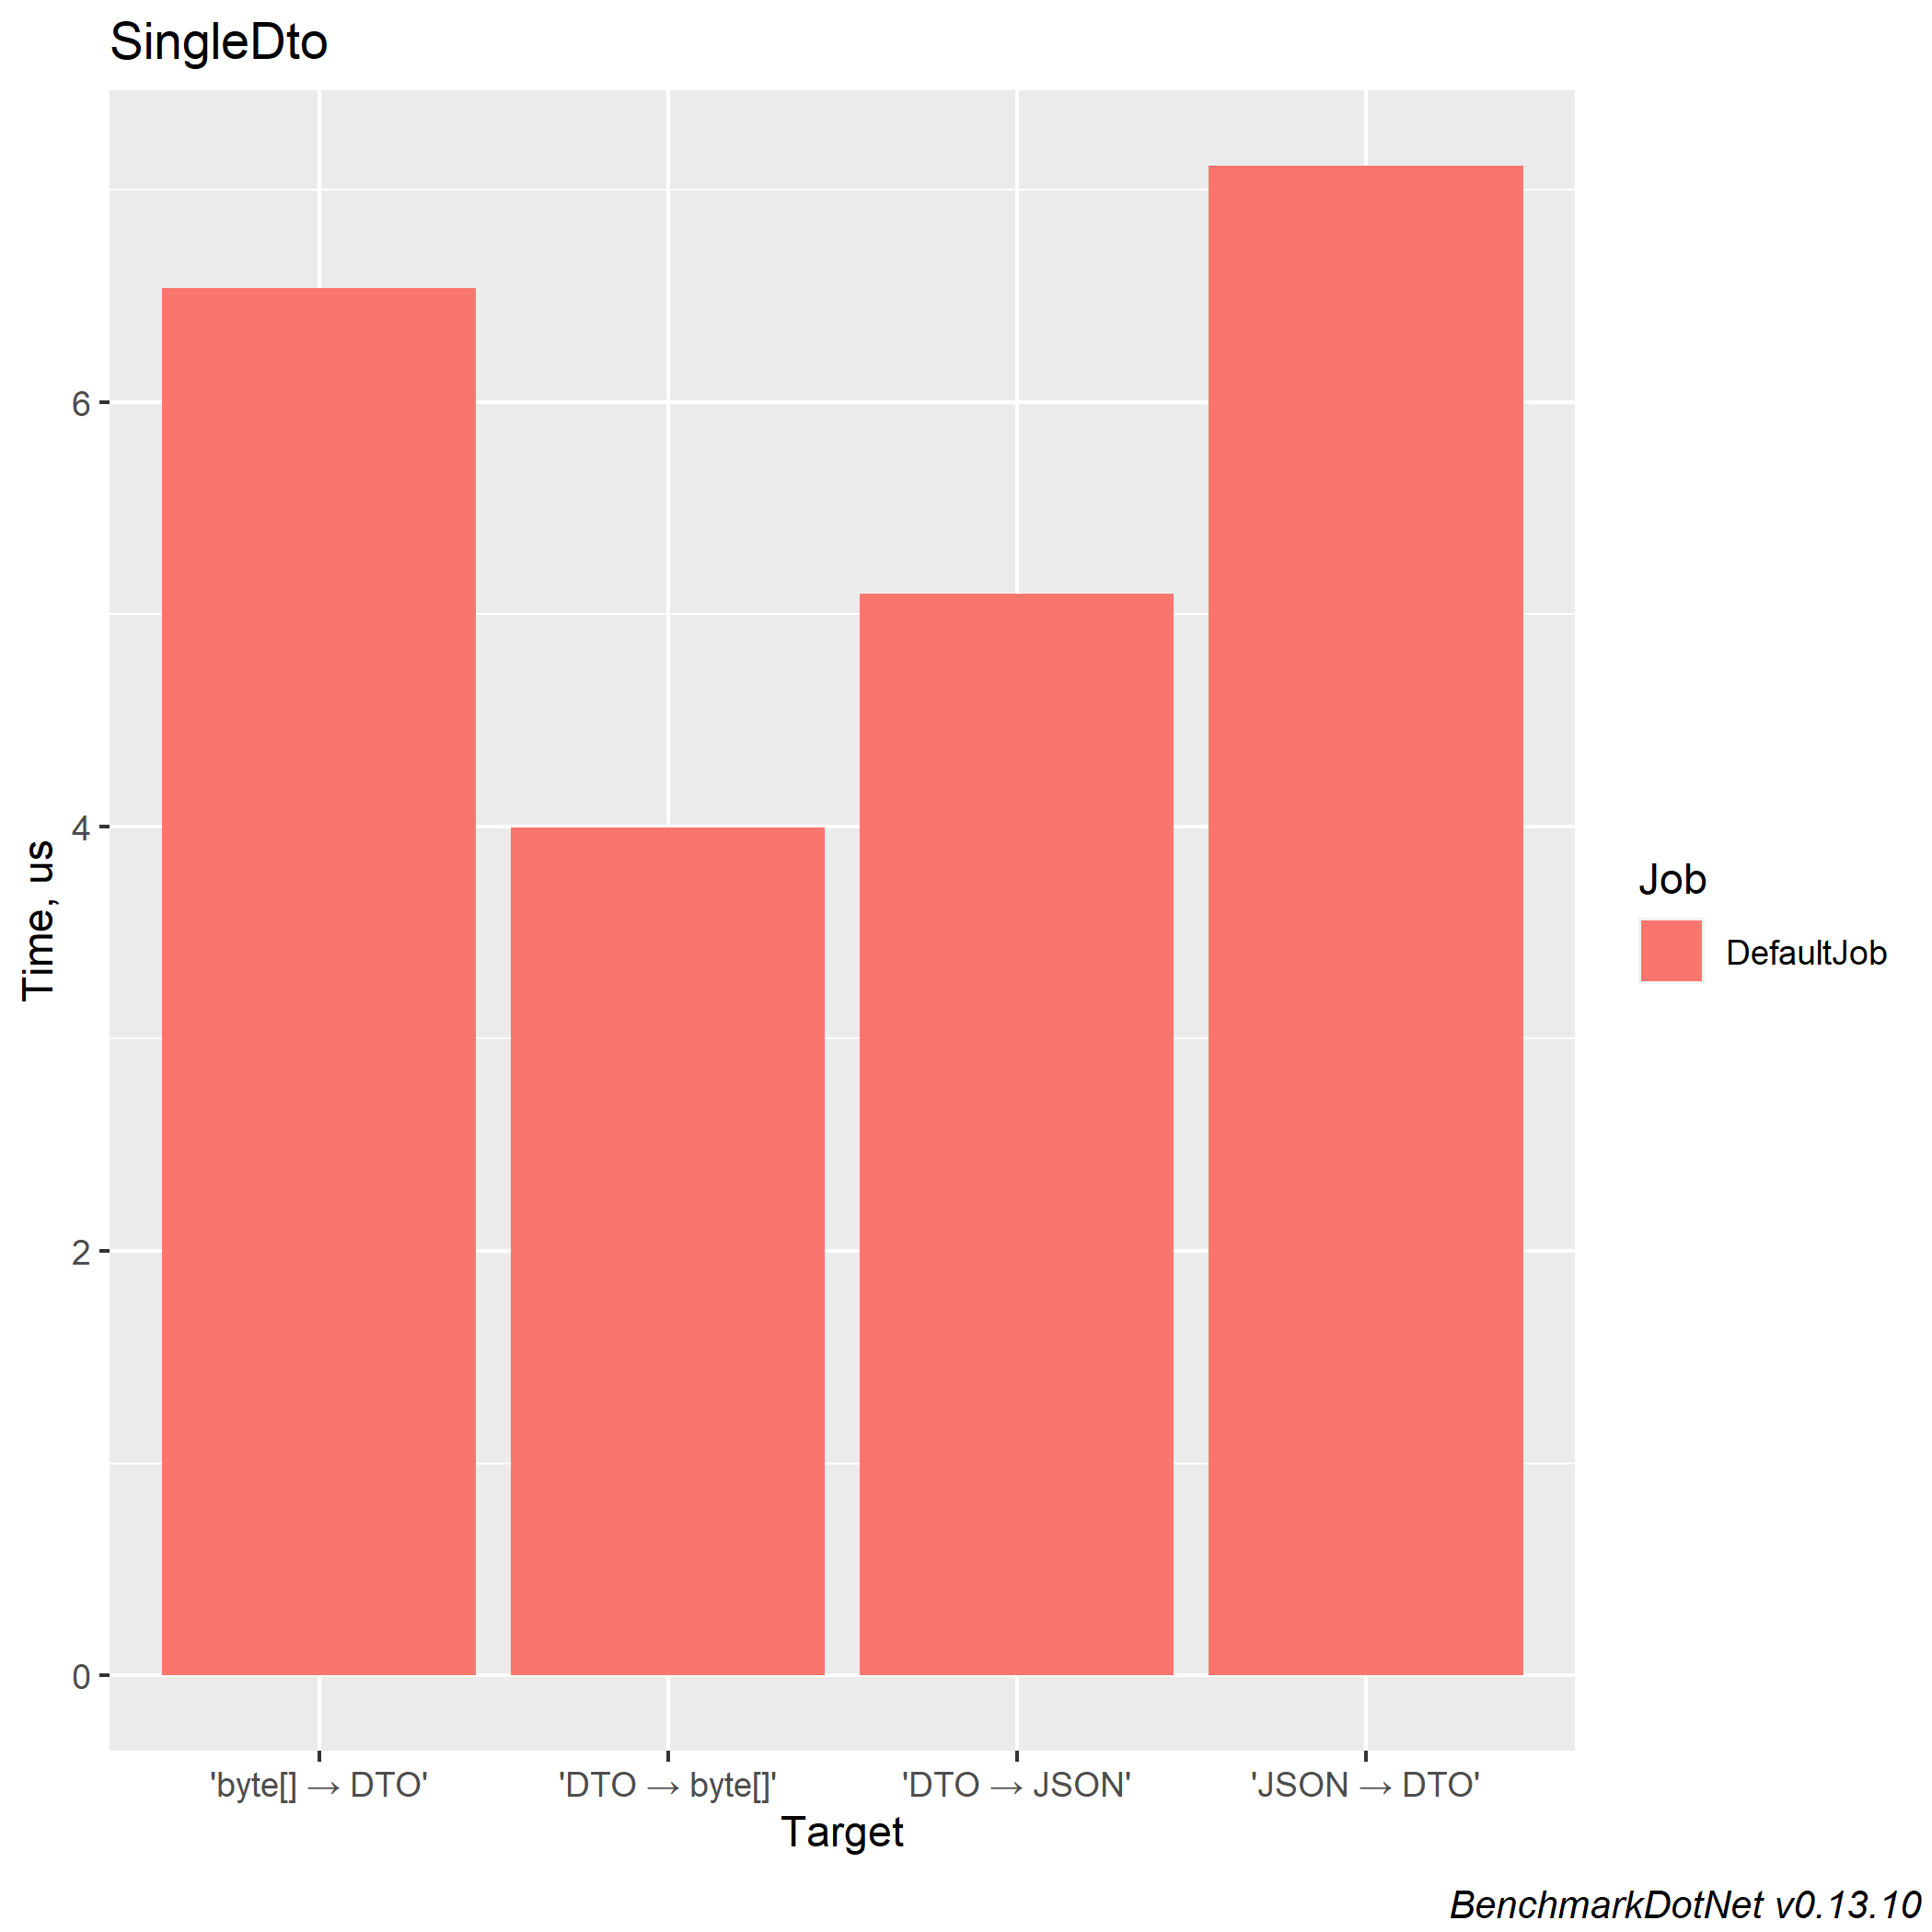 SingleDto
Time, us
6
4
2
0
'byte[] → DTO' 'DTO → byte[]' 'DTO → JSON' 'JSON → DTO'
Target
Job
DefaultJob
BenchmarkDotNet v0.13.10